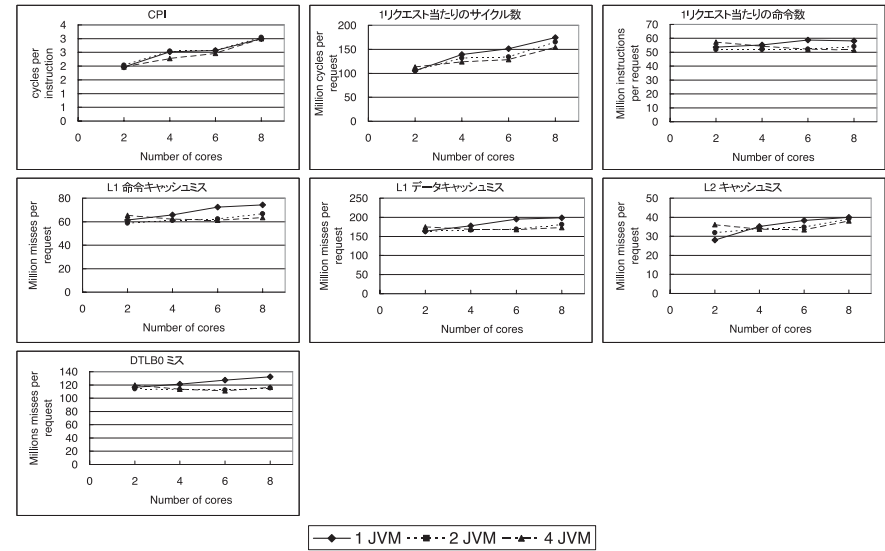 CPI
cycles per
instruction
3
3
2
2
1
1
0
0 2 4 6 8
Number of cores
1リクエスト当たりのサイクル数
Million cycles per
request
200
150
100
50
0
0 2 4 6 8
Number of cores
1リクエスト当たりの命令数
Million instructions
per request
70
60
50
40
30
20
10
0
0 2 4 6 8
Number of cores
L1 命令キャッシュミス
Million misses per
request
80
60
40
20
0
0 2 4 6 8
Number of cores
L1 データキャッシュミス
Million misses per
request
250
200
150
100
50
0
0 2 4 6 8
Number of cores
L2 キャッシュミス
Million misses per
request
50
40
30
20
10
0
0 2 4 6 8
Number of cores
DTLB0 ミス
Millions misses per
request
140
120
100
80
60
40
20
0
0 2 4 6 8
Number of cores
1 JVM 2 JVM 4 JVM